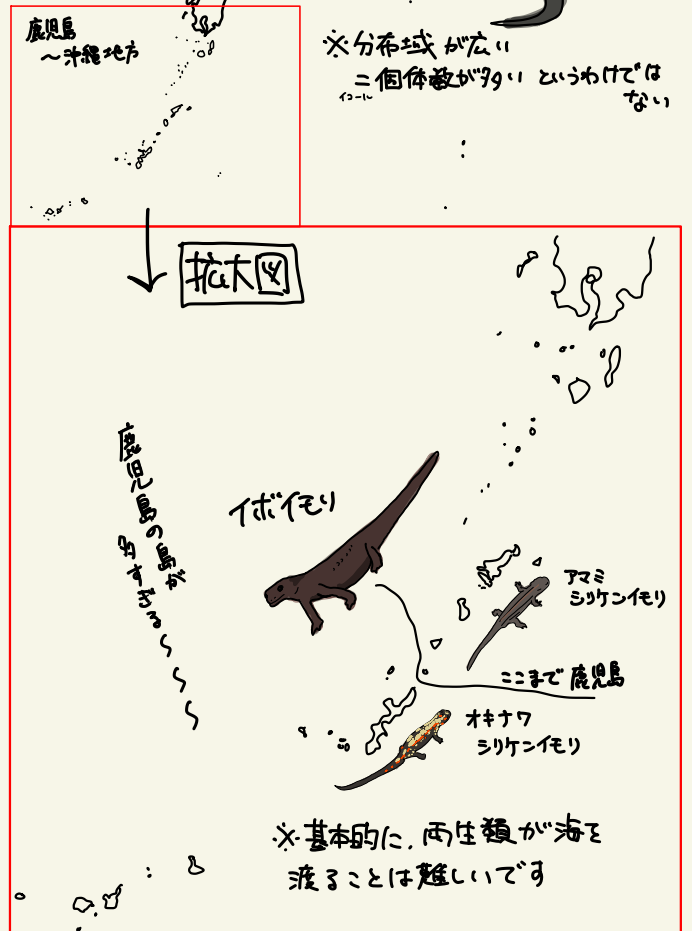 鹿児島
～沖縄地方
※分布域が広い
＝個体数が多いというわけでは
イコール
ない
拡大図
鹿児島の島が
多すぎる～～～
イボイモリ
アマミ
シリケンイモリ
ここまで鹿児島
オキナワ
シリケンイモリ
※基本的に、両生類が海を
渡ることは難しいです